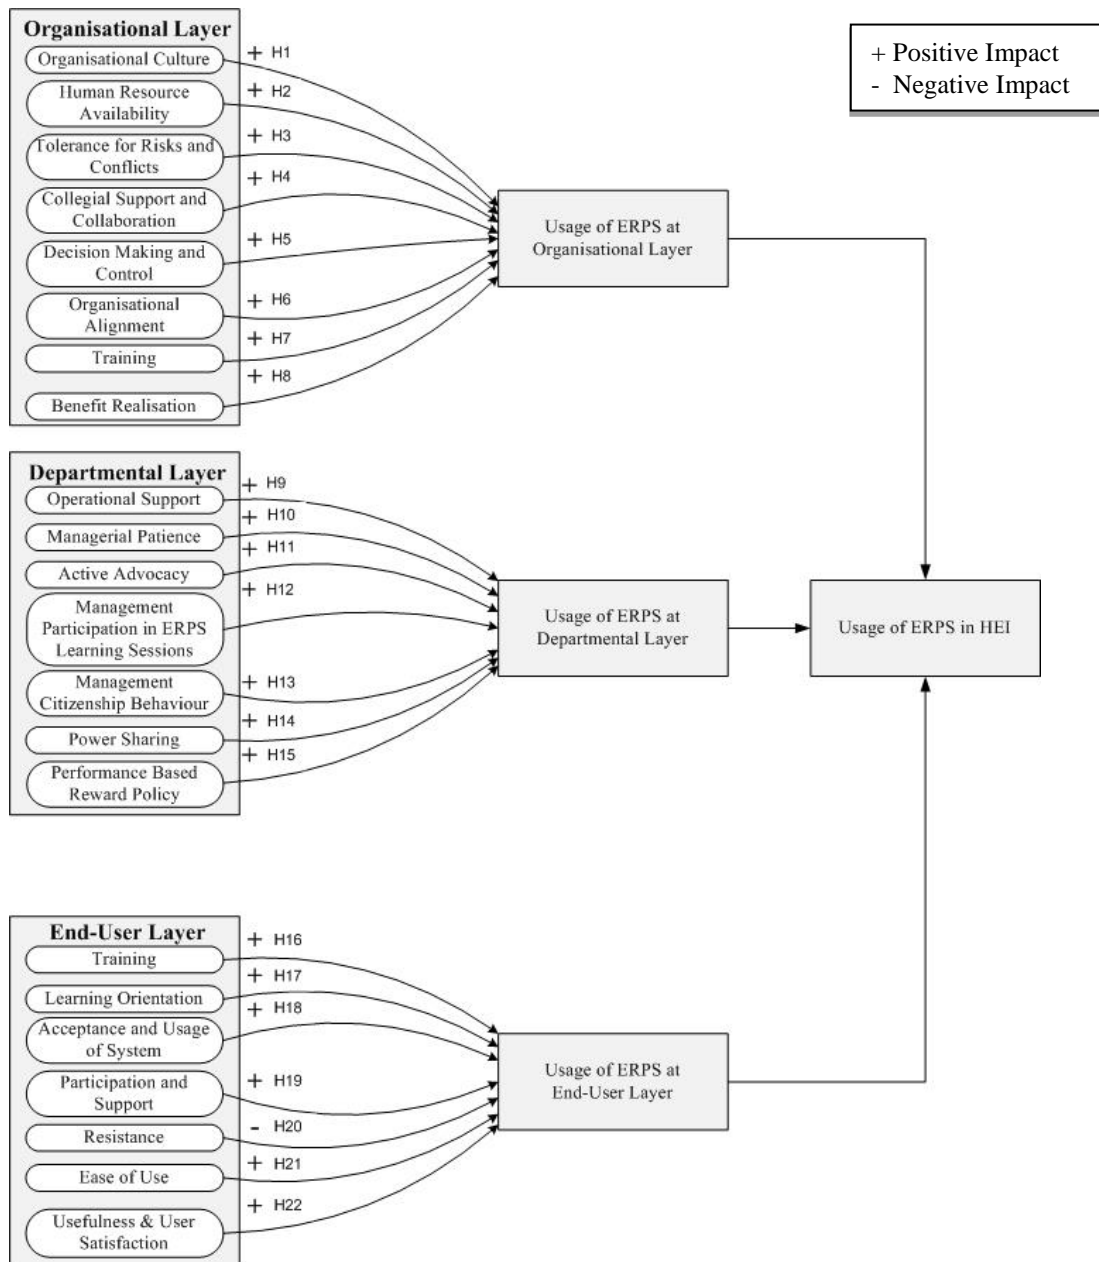 Organisational Layer
Organisational Culture
+ H1
Human Resource
Availability
+ H2
Tolerance for Risks and
Conflicts
+ H3
Collegial Support and
Collaboration
+ H4
Decision Making and
Control
+ H5
Organisational
Alignment
+ H6
Training
+ H7
Benefit Realisation
+ H8
Usage of ERPS at
Organisational Layer
+ Positive Impact
- Negative Impact
Departmental Layer
Operational Support
+ H9
Managerial Patience
+ H10
Active Advocacy
+ H11
Management
Participation in ERPS
Learning Sessions
+ H12
Management
Citizenship Behaviour
+ H13
Power Sharing
+ H14
Performance Based
Reward Policy
+ H15
Usage of ERPS at
Departmental Layer
Usage of ERPS in HEI
End-User Layer
Training
+ H16
Learning Orientation
+ H17
Acceptance and Usage
of System
+ H18
Participation and
Support
+ H19
Resistance
- H20
Ease of Use
+ H21
Usefulness & User
Satisfaction
+ H22
Usage of ERPS at
End-User Layer